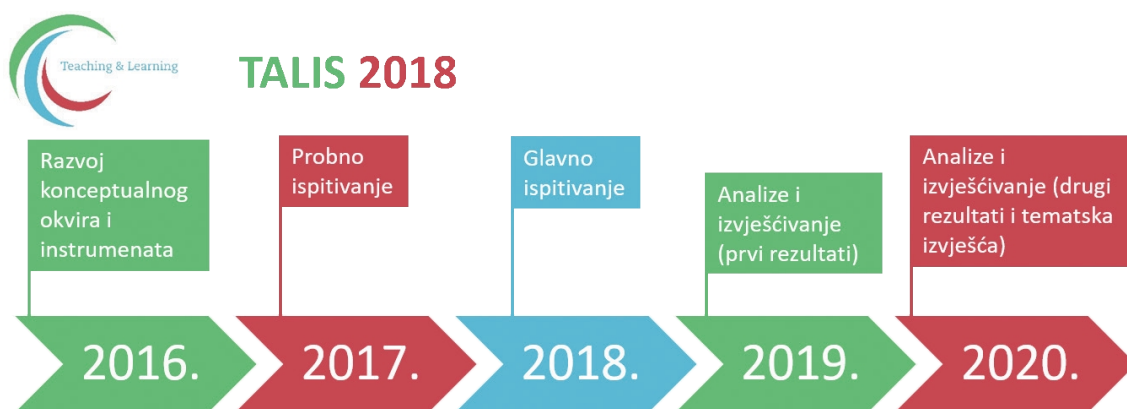 Teaching & Learning
TALIS 2018
Razvoj
konceptualnog
okvira i
instrumenata
Probno
ispitivanje
Glavno
ispitivanje
Analize i
izvješćivanje
(prvi rezultati)
Analize i
izvješćivanje (drugi
rezultati i tematska
izvješća)
2016.
2017.
2018.
2019.
2020.